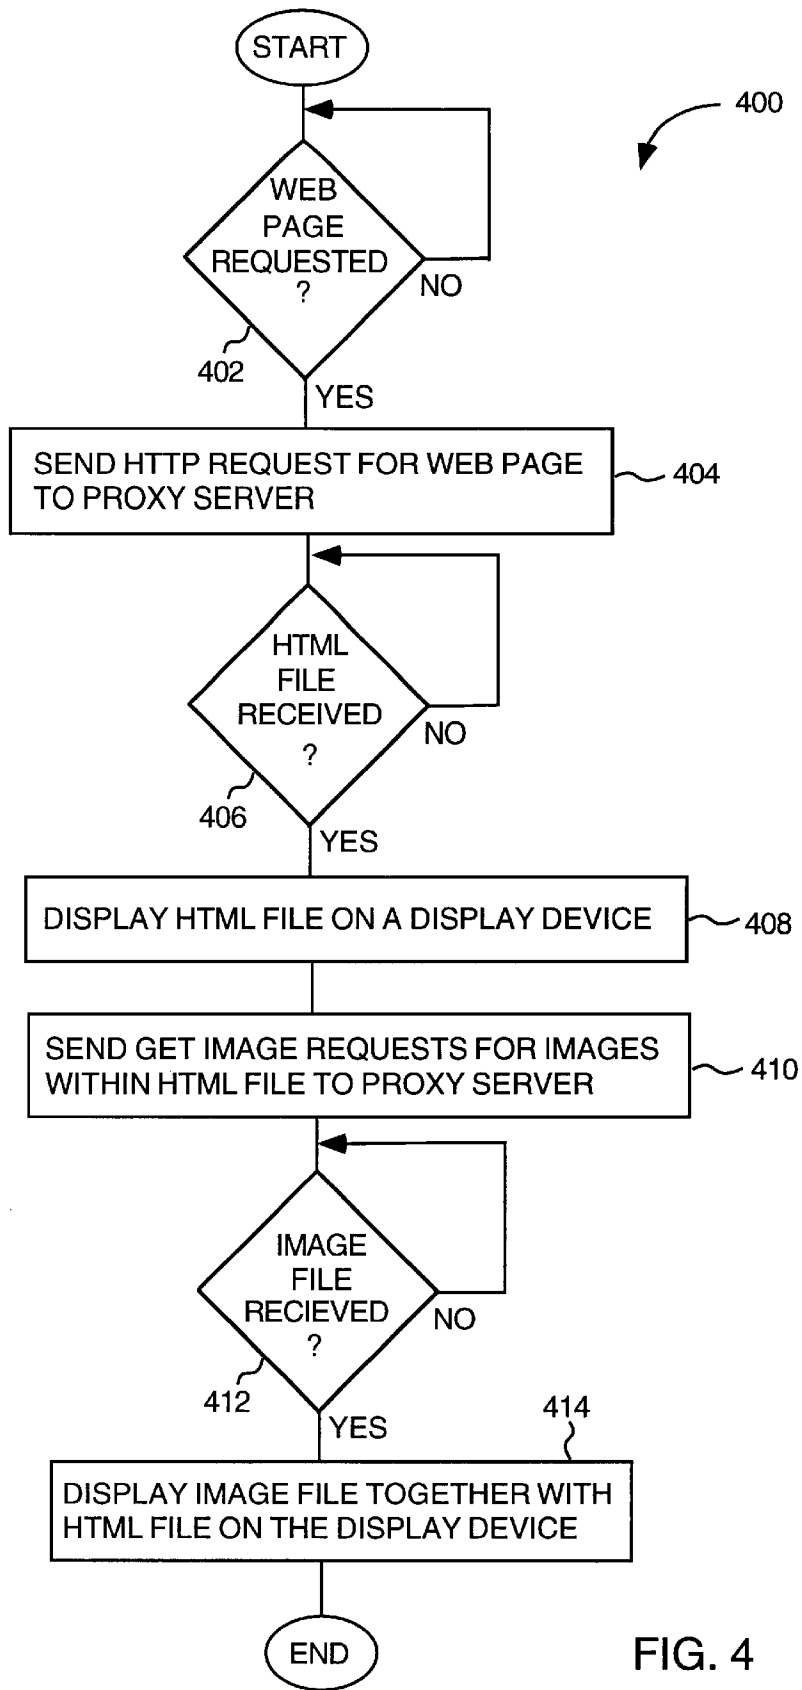 START
400
WEB
PAGE
REQUESTED
?
NO
402
YES
SEND HTTP REQUEST FOR WEB PAGE
TO PROXY SERVER
404
HTML
FILE
RECEIVED
?
NO
406
YES
DISPLAY HTML FILE ON A DISPLAY DEVICE
408
SEND GET IMAGE REQUESTS FOR IMAGES
WITHIN HTML FILE TO PROXY SERVER
410
IMAGE
FILE
RECIEVED
?
NO
412
YES
414
DISPLAY IMAGE FILE TOGETHER WITH
HTML FILE ON THE DISPLAY DEVICE
END
FIG. 4